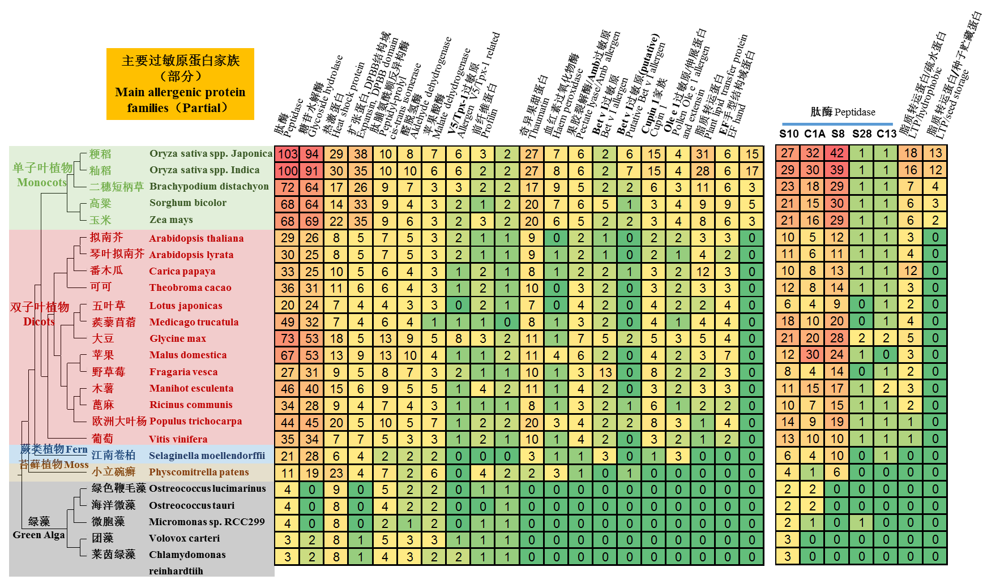 主要过敏原蛋白家族
（部分）
Main allergenic protein
families（Partial）
肽酶
Peptidase
糖苷水解酶
Glycoside hydrolase
热激蛋白
Heat shock protein
扩张蛋白, DPBB结构域
Expansin, DPBB domain
肽脯氨酰顺反异构酶
Peptidyl-prolyl
cis-trans isomerase
醛脱氢酶
Aldehyde dehydrogenase
苹果酸酶
Malate dehydrogenase
V5/Tpx-1过敏原
Allergen V5/Tpx-1 related
前纤维蛋白
Profilin
奇异果甜蛋白
Thaumatin
血红素过氧化物酶
Haem peroxidase
果胶裂解酶/Amb过敏原
Pectate lyase/Amb allergen
Bet v I过敏原
Bet v I allergen
Bet v I过敏原(putative)
Putative Bet v I allergen
Cupin 1家族
Cupin 1
Ole e 1过敏原/伸展蛋白
Pollen Ole e 1 allergen
and extensin
脂质转运蛋白
Plant lipid transfer protein
EF手型结构域蛋白
EF hand
肽酶 Peptidase
S10 C1A S8 S28 C13
脂质转运蛋白/疏水蛋白
LTP/hydrophobic
脂质转运蛋白/种子贮藏蛋白
LTP/seed storage
单子叶植物
Monocots
粳稻 Oryza sativa spp. Japonica 103 94 29 38 10 8 7 6 3 2 27 7 6 2 6 15 4 31 6 15 27 32 42 1 1 18 13
籼稻 Oryza sativa spp. Indica 100 91 30 35 10 10 6 6 2 2 27 8 6 2 7 15 4 28 6 17 29 30 39 1 1 16 12
二穗短柄草 Brachypodium distachyon 72 64 17 26 9 7 3 3 2 2 17 9 5 2 2 6 3 11 6 3 23 18 29 1 1 7 4
高粱 Sorghum bicolor 68 64 14 33 9 4 3 2 1 2 20 7 6 5 1 3 4 9 9 5 21 15 30 1 1 6 3
玉米 Zea mays 68 69 22 35 9 6 3 2 3 2 20 6 5 2 2 3 4 8 6 3 21 16 29 1 1 6 2
双子叶植物
Dicots
拟南芥 Arabidopsis thaliana 29 26 8 5 7 5 3 2 1 1 9 0 2 1 0 2 2 3 3 0 10 5 12 1 1 3 0
琴叶拟南芥 Arabidopsis lyrata 30 25 8 5 7 5 3 2 1 1 9 1 2 1 0 2 1 4 2 0 11 6 11 1 1 4 0
番木瓜 Carica papaya 33 25 10 5 6 4 3 1 2 1 8 1 2 2 1 3 2 12 3 0 10 8 13 1 1 12 0
可可 Theobroma cacao 36 31 11 6 6 4 3 1 2 1 10 0 3 2 0 3 2 3 3 0 12 8 14 1 1 3 0
五叶草 Lotus japonicas 20 24 7 4 4 3 3 0 2 1 7 0 4 2 0 4 2 2 4 0 6 4 9 0 1 2 0
蒺藜苜蓿 Medicago trucatula 49 32 7 4 6 4 1 1 1 0 8 1 3 2 0 4 1 4 4 0 18 10 20 0 1 4 0
大豆 Glycine max 73 53 18 5 13 9 5 8 3 2 11 1 7 5 2 5 3 5 4 0 21 20 28 2 2 5 0
苹果 Malus domestica 67 53 13 9 13 10 4 1 1 2 11 4 6 2 0 4 2 3 7 0 12 30 24 1 0 3 0
野草莓 Fragaria vesca 27 31 9 5 8 7 3 2 1 1 10 1 3 13 0 8 2 2 3 0 8 4 14 0 1 2 0
木薯 Manihot esculenta 46 40 15 6 9 5 5 1 4 2 11 1 4 2 0 3 2 3 3 0 11 15 17 1 2 3 0
蓖麻 Ricinus communis 34 28 9 4 7 4 3 1 1 1 8 1 3 2 1 6 1 2 2 0 10 7 15 1 1 2 0
欧洲大叶杨 Populus trichocarpa 44 45 20 5 10 5 7 1 2 2 20 3 4 2 2 8 3 1 4 0 14 9 19 1 1 1 0
葡萄 Vitis vinifera 35 34 7 7 5 3 3 1 2 1 10 1 4 2 0 3 2 1 2 0 13 10 10 1 1 1 0
蕨类植物 Fern
江南卷柏 Selaginella moellendorffii 21 28 6 4 2 2 2 0 0 0 3 1 1 3 0 1 3 0 0 0 6 4 10 0 1 0 0
苔藓植物 Moss
小立碗癣 Physcomitrella patens 11 19 23 4 7 2 6 0 4 2 2 3 1 0 1 0 0 0 0 0 4 1 6 0 0 0 0
绿藻
Green Alga
绿色鞭毛藻 Ostreococcus lucimarinus 4 0 9 0 5 2 2 0 1 1 0 0 0 0 0 0 0 0 0 0 2 2 0 0 0 0 0
海洋微藻 Ostreococcus tauri 4 0 8 0 4 2 2 0 0 1 0 0 0 0 0 0 0 0 0 0 2 2 0 0 0 0 0
微胞藻 Micromonas sp. RCC299 4 0 8 0 2 1 2 0 1 1 0 0 0 0 0 0 0 0 0 0 2 1 0 1 0 0 0
团藻 Volovox carteri 3 2 8 1 5 3 3 1 1 1 0 0 0 0 0 0 0 0 0 0 3 0 0 0 0 0 0
莱茵绿藻 Chlamydomonas 3 2 8 1 4 3 2 2 1 1 0 0 0 0 0 0 0 0 0 0 3 0 0 0 0 0 0
reinhardtiih